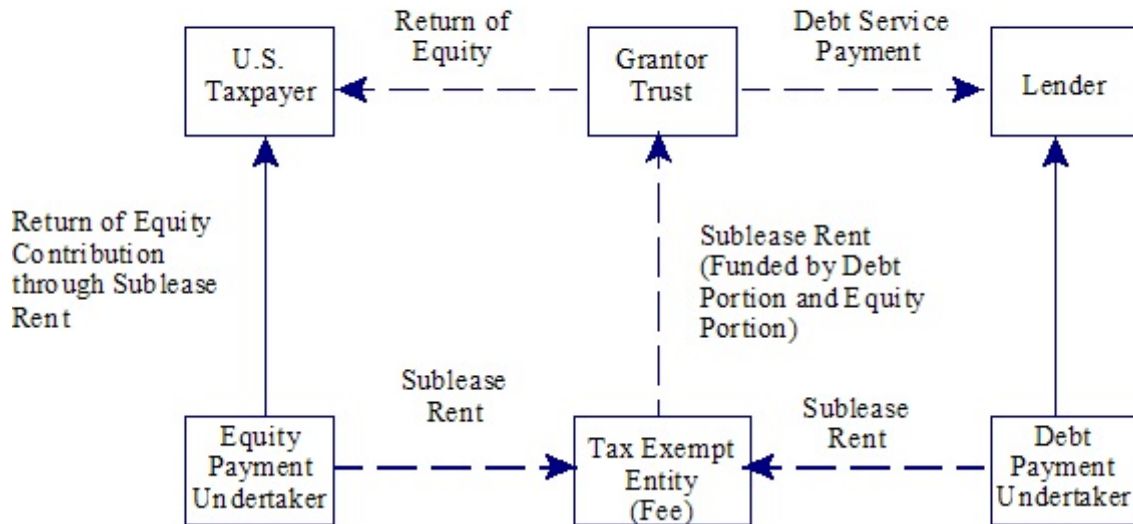 Return of
Equity
Debt Service
Payment
U.S.
Taxpayer
Grantor
Trust
Lender
Return of Equity
Contribution
through Sublease
Rent
Sublease Rent
(Funded by Debt
Portion and Equity
Portion)
Sublease
Rent
Sublease
Rent
Equity
Payment
Undertaker
Tax Exempt
Entity
(Fee)
Debt
Payment
Undertaker